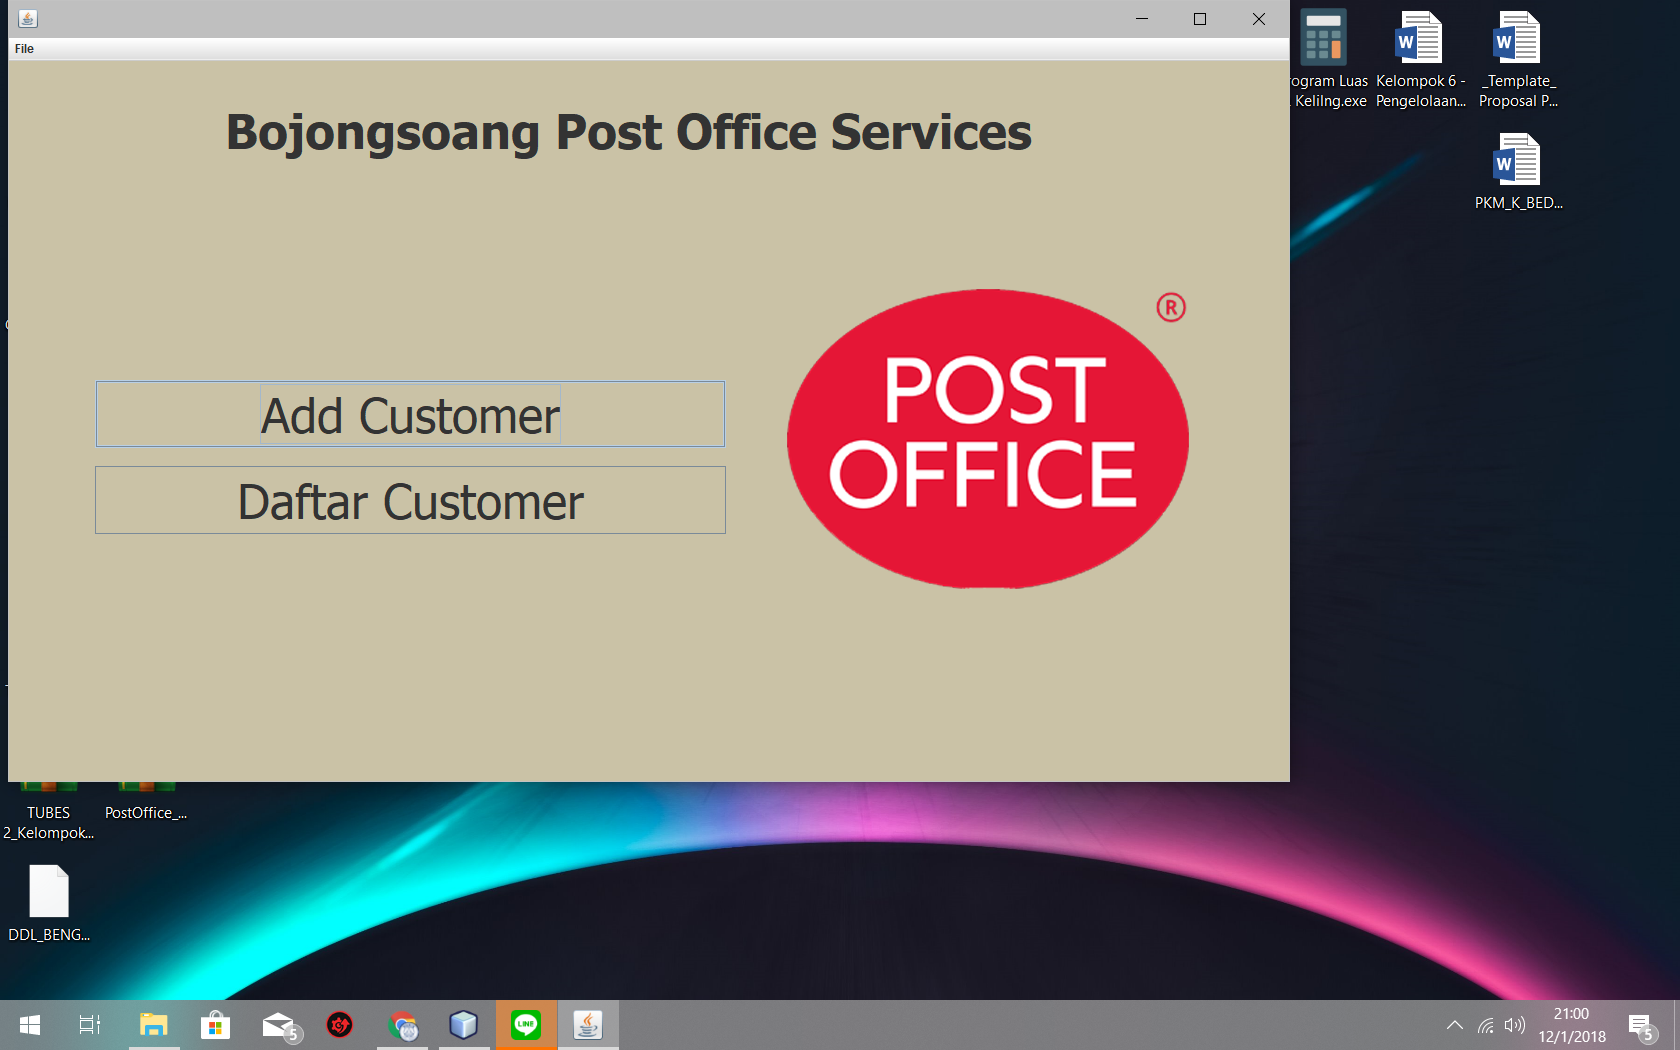 File
Bojongsoang Post Office Services
®
POST
OFFICE
Add Customer
Daftar Customer
rogram Luas
Kelilng.exe
Kelompok 6 -
Pengelolaan...
_Template_
Proposal P...
PKM_K_BED...
TUBES
2_Kelompok...
PostOffice_...
DDL_BENG...
5
LINE
21:00
12/1/2018
5